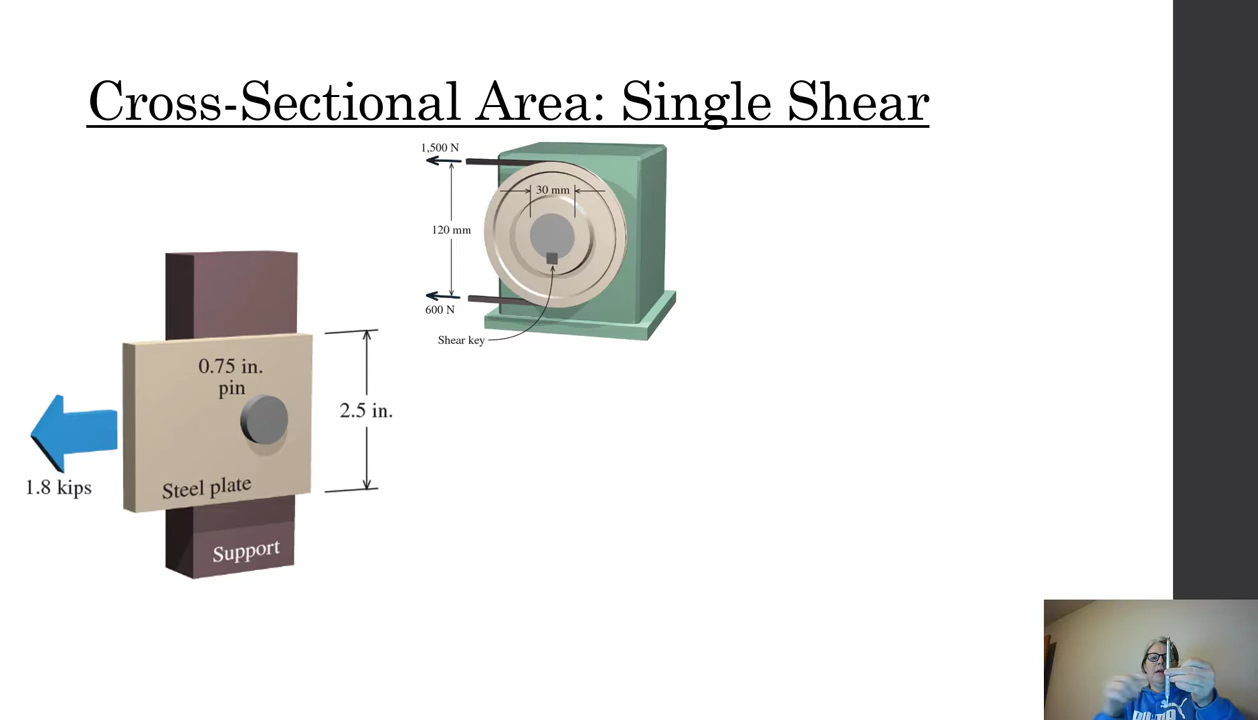 Cross-Sectional Area: Single Shear
1,500 N
30 mm
120 mm
600 N
Shear key
0.75 in.
pin
2.5 in.
1.8 kips
Steel plate
Support
PUMA